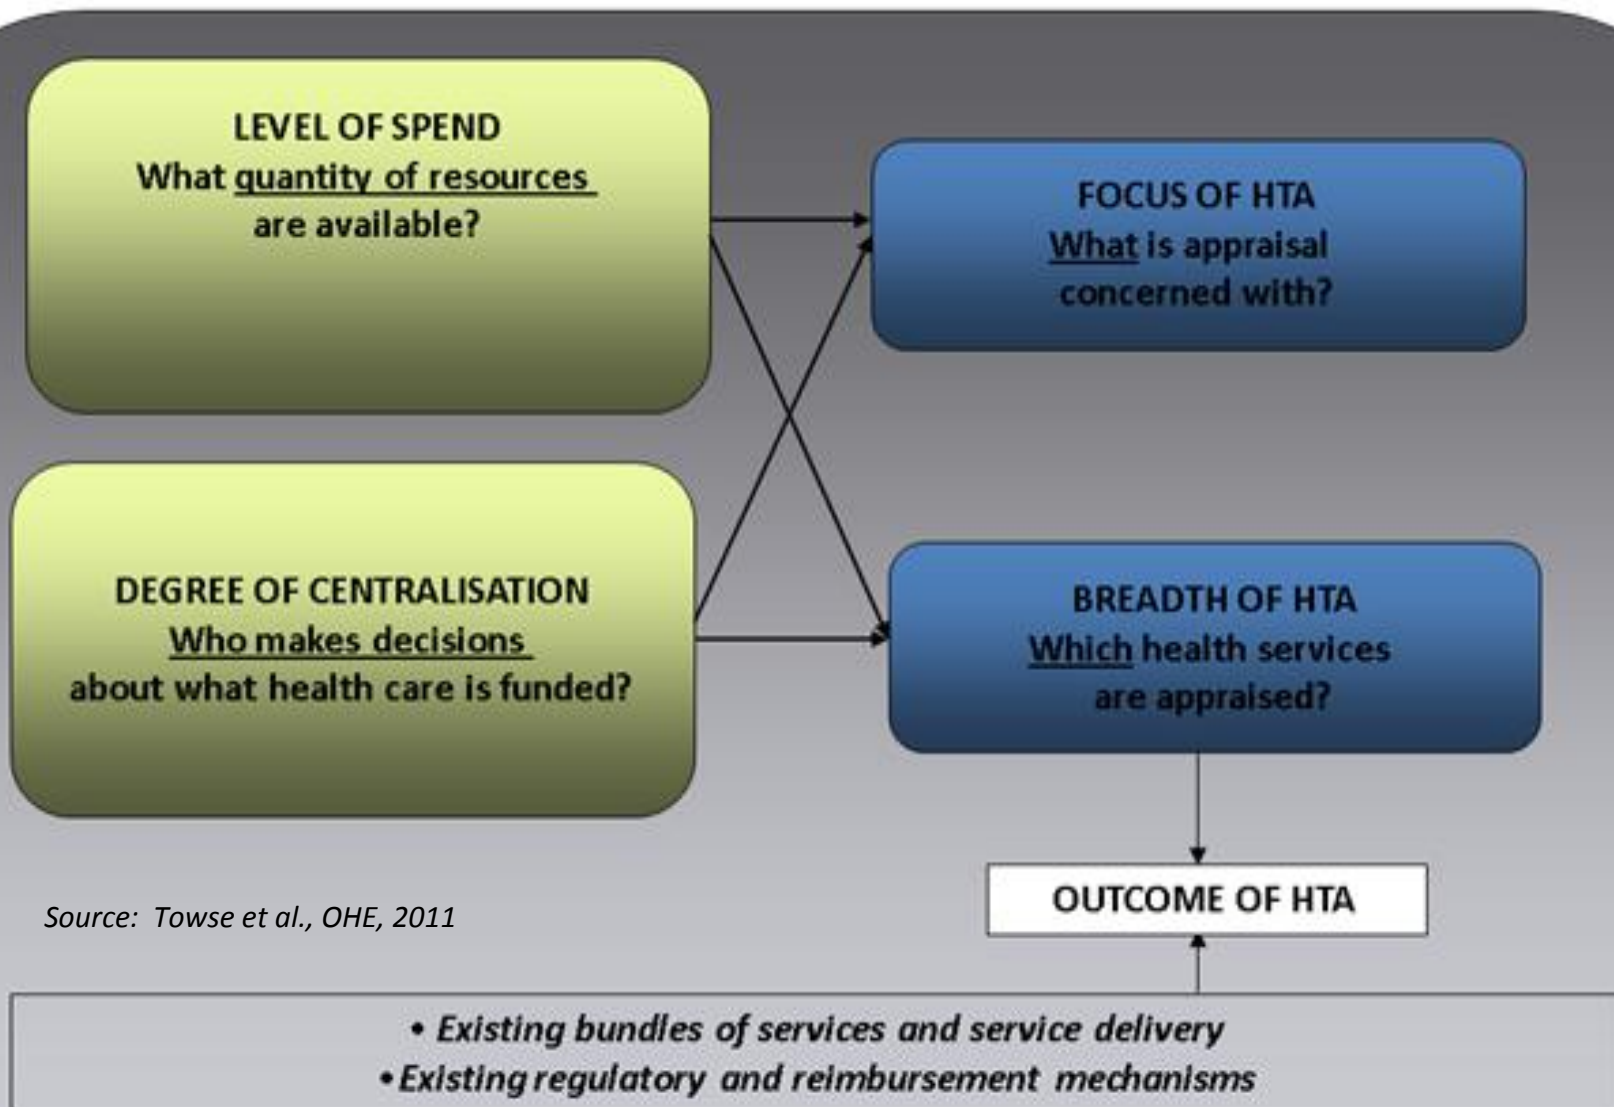 LEVEL OF SPEND
What quantity of resources
are available?
FOCUS OF HTA
What is appraisal
concerned with?
DEGREE OF CENTRALISATION
Who makes decisions
about what health care is funded?
BREADTH OF HTA
Which health services
are appraised?
OUTCOME OF HTA
Source: Towse et al., OHE, 2011
• Existing bundles of services and service delivery
•Existing regulatory and reimbursement mechanisms